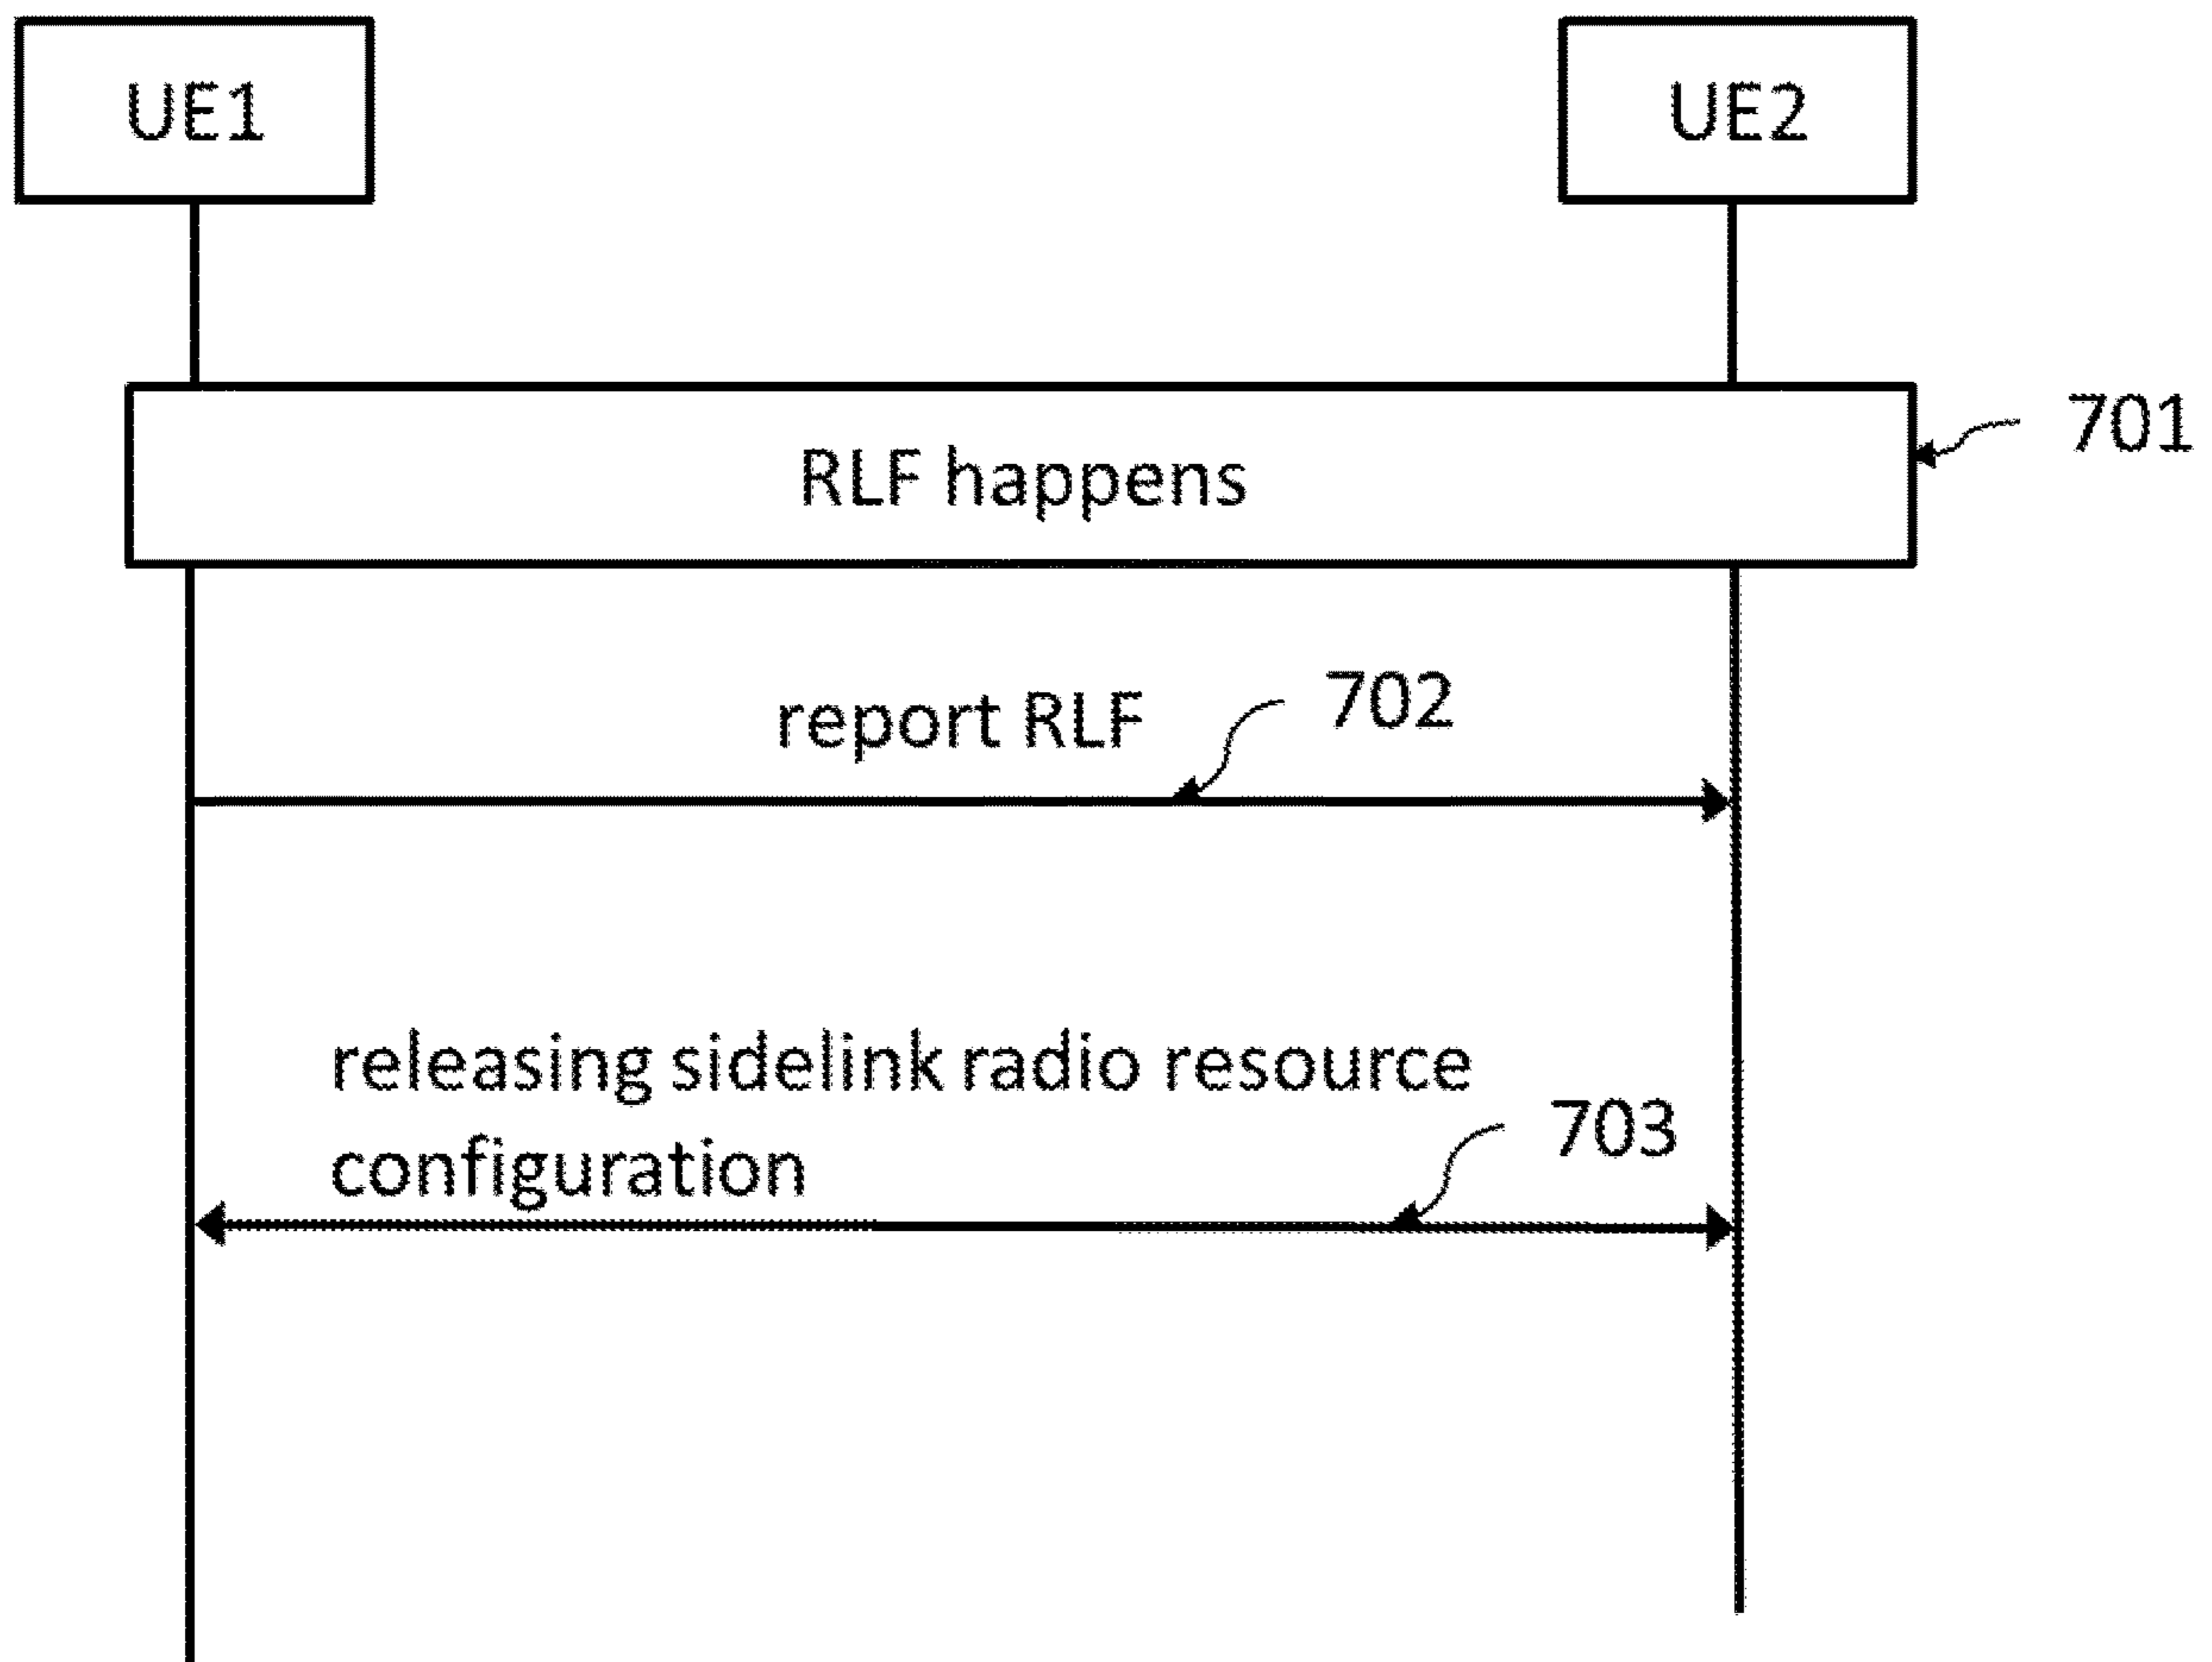 UE1
UE2
RLF happens
701
report RLF
702
releasing sidelink radio resource
configuration
703